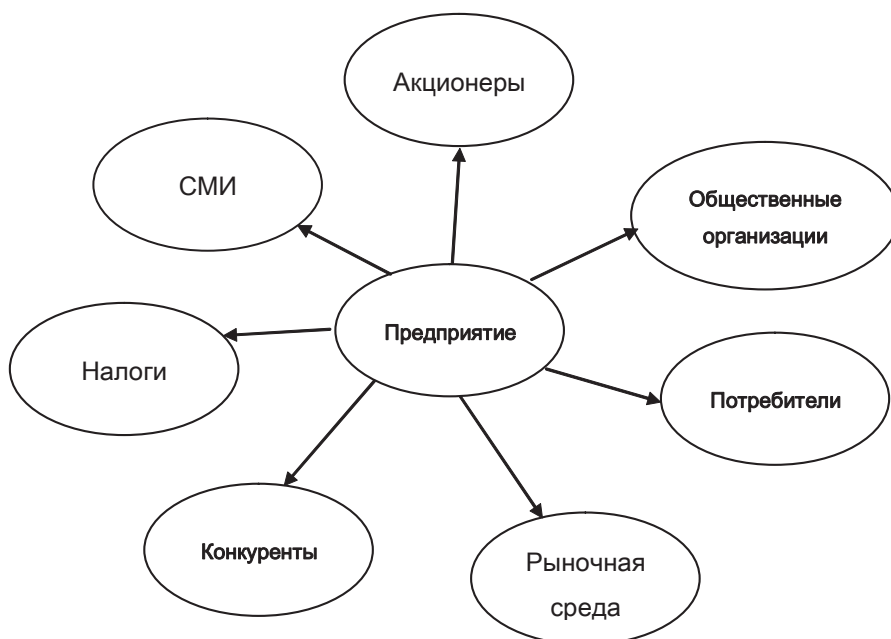 Акционеры
СМИ
Общественные
организации
Предприятие
Налоги
Потребители
Конкуренты
Рыночная
среда